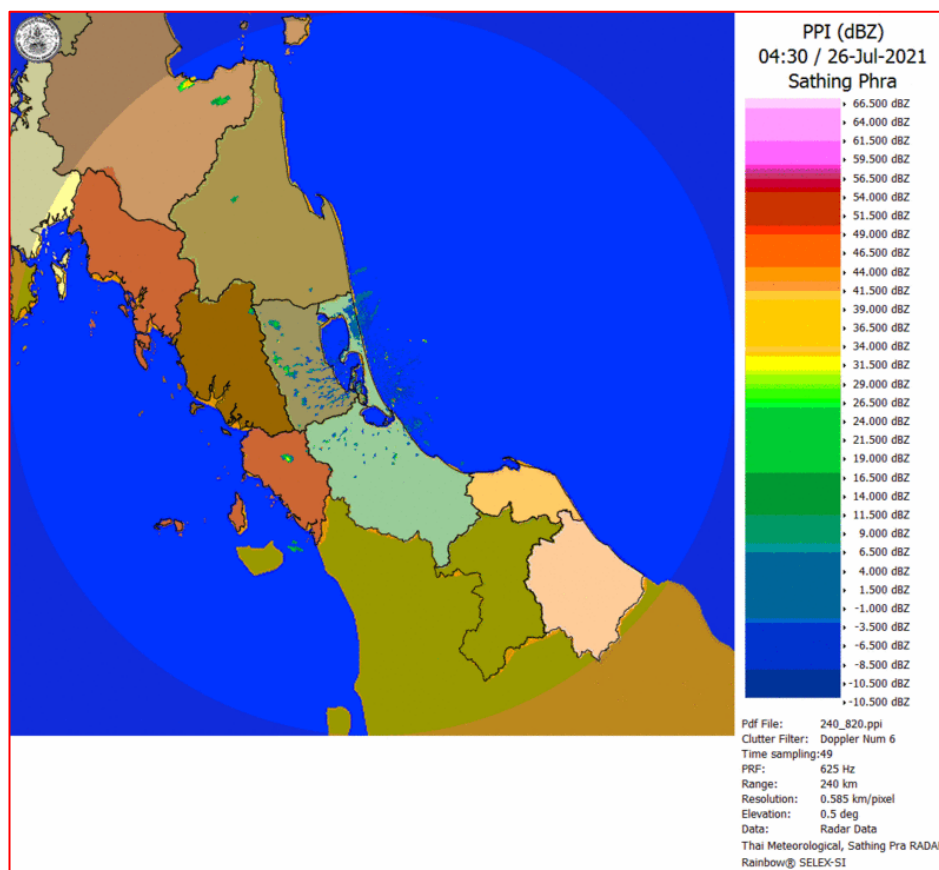 PPI (dBZ)
04:30 / 26-Jul-2021
Sathing Phra
66.500 dBZ
64.000 dBZ
61.500 dBZ
59.500 dBZ
56.500 dBZ
54.000 dBZ
51.500 dBZ
49.000 dBZ
46.500 dBZ
44.000 dBZ
41.500 dBZ
39.000 dBZ
36.500 dBZ
34.000 dBZ
31.500 dBZ
29.000 dBZ
26.500 dBZ
24.000 dBZ
21.500 dBZ
19.000 dBZ
16.500 dBZ
14.000 dBZ
11.500 dBZ
9.000 dBZ
6.500 dBZ
4.000 dBZ
1.500 dBZ
-1.000 dBZ
-3.500 dBZ
-6.500 dBZ
-8.500 dBZ
-10.500 dBZ
-10.500 dBZ
Pdf File: 240_820.ppi
Clutter Filter: Doppler Num 6
Time sampling:49
PRF: 625 Hz
Range: 240 km
Resolution: 0.585 km/pixel
Elevation: 0.5 deg
Data: Radar Data
Thai Meteorological, Sathing Pra RADA
Rainbow® SELEX-SI